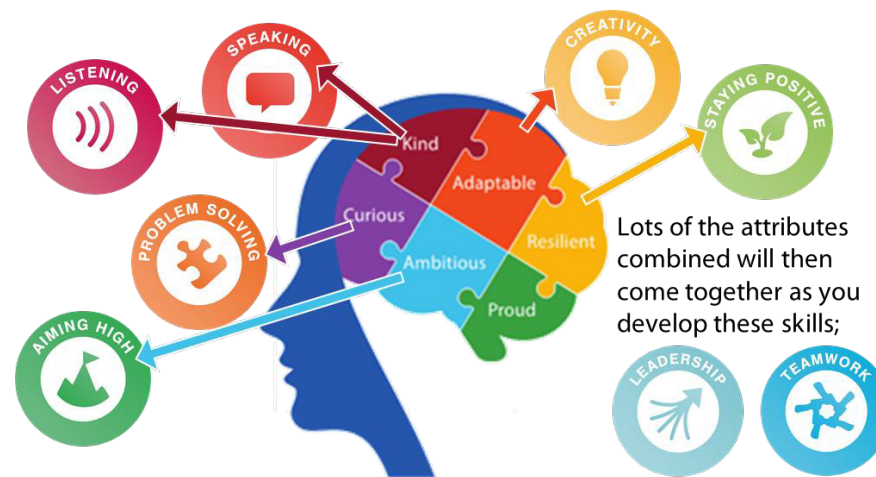 LISTENING
SPEAKING
CREATIVITY
STAYING POSITIVE
Kind
Adaptable
PROBLEM SOLVING
Curious
Resilient
Ambitious
Proud
AIMING HIGH
Lots of the attributes
combined will then
come together as you
develop these skills;
LEADERSHIP
TEAMWORK